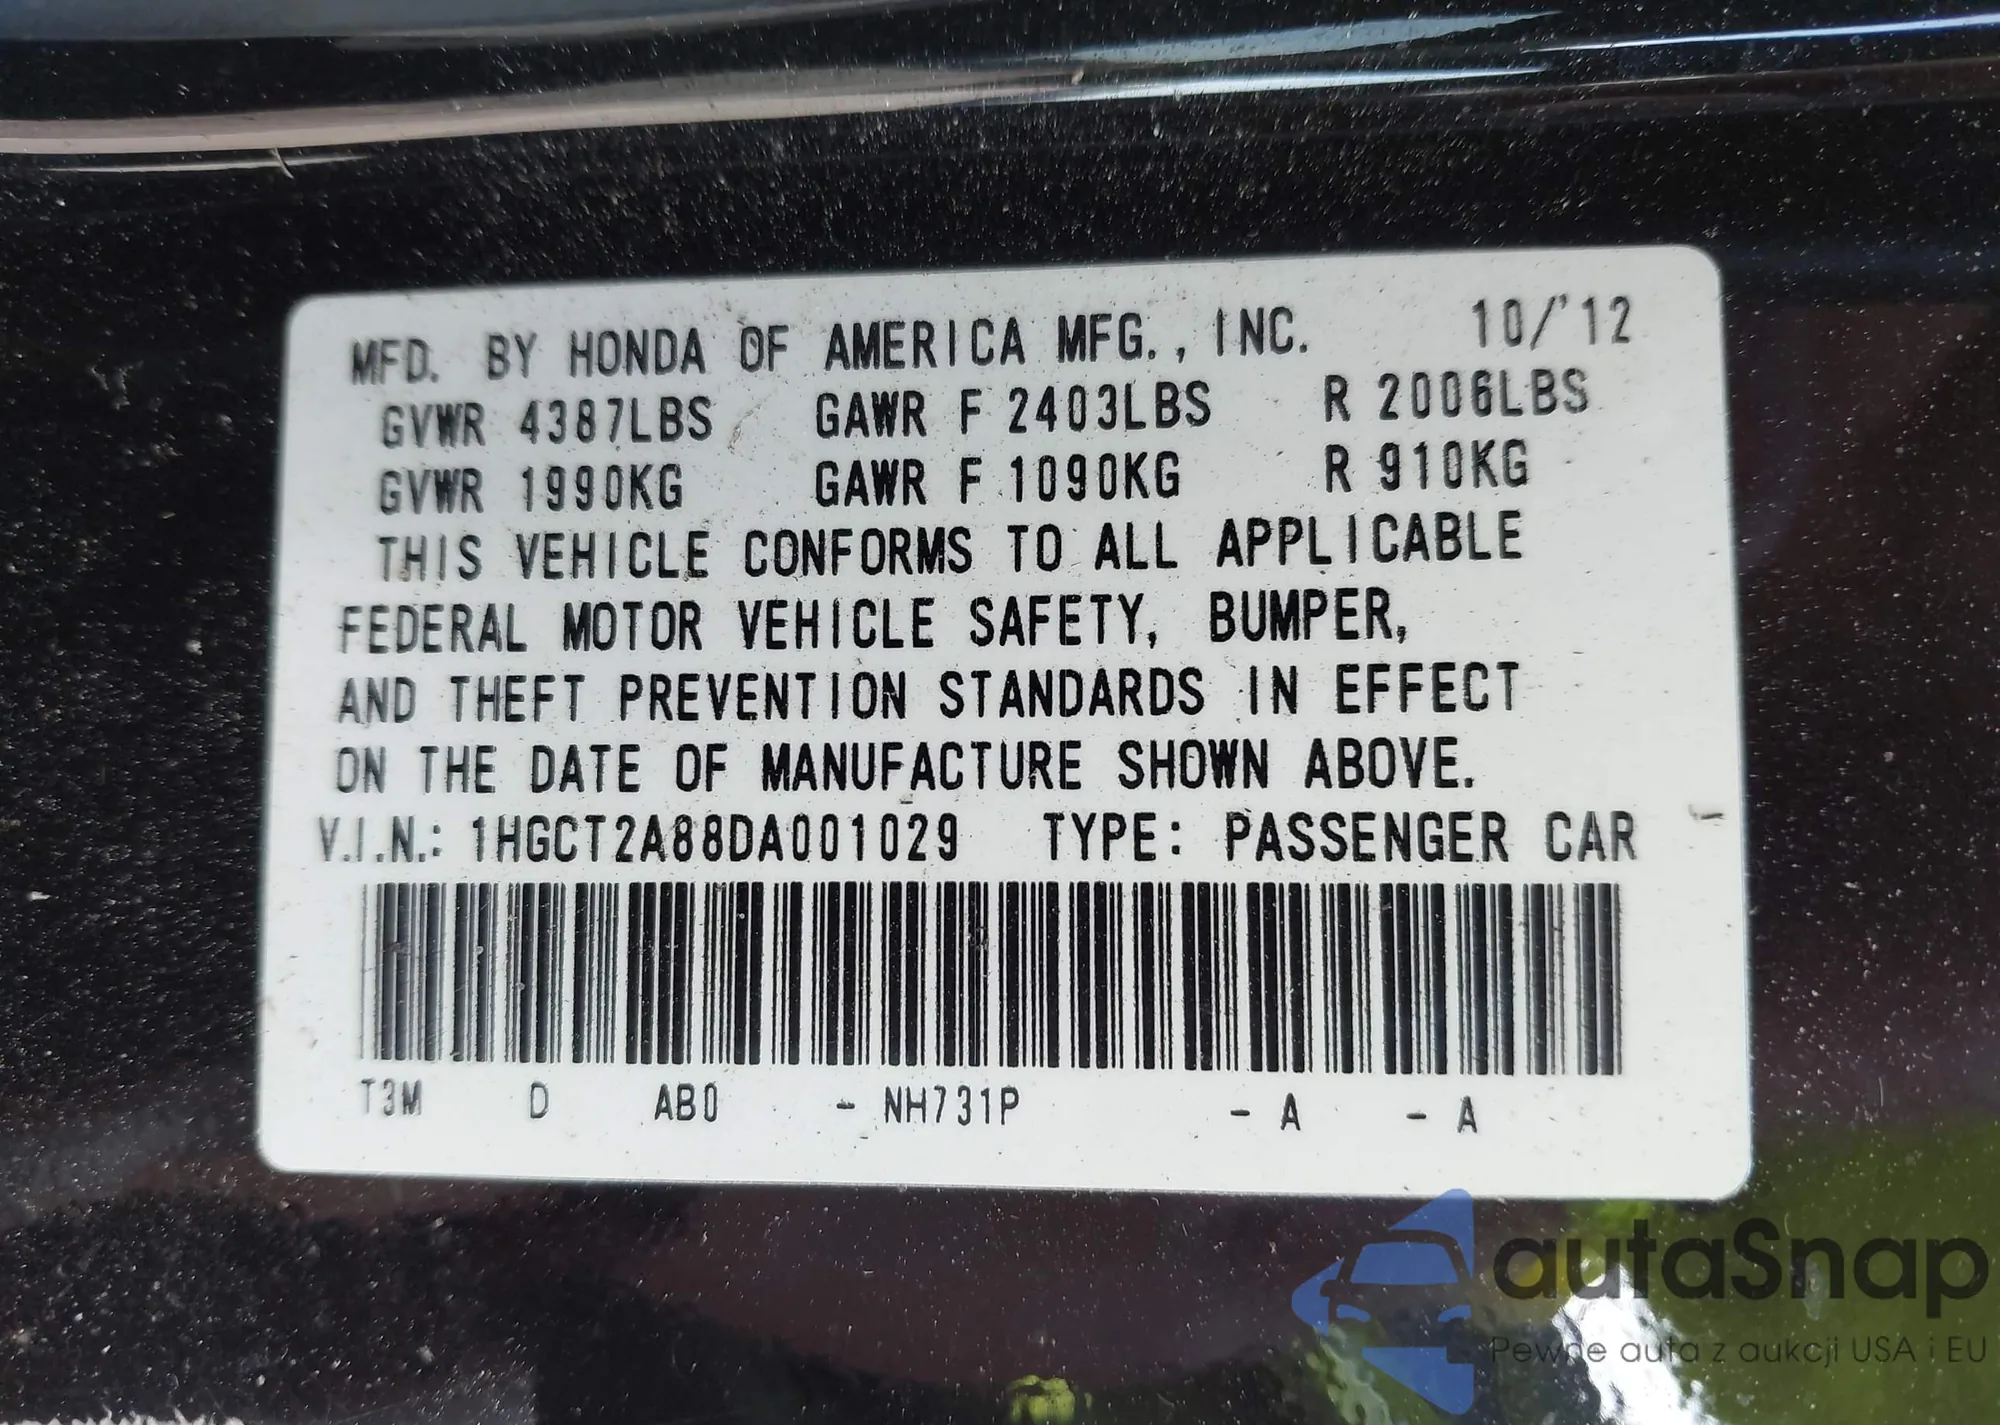 MFD. BY HONDA OF AMERICA MFG., INC. 10/'12
GVWR 4387LBS GAWR F 2403LBS R 2006LBS
GVWR 1990KG GAWR F 1090KG R 910KG
THIS VEHICLE CONFORMS TO ALL APPLICABLE
FEDERAL MOTOR VEHICLE SAFETY, BUMPER,
AND THEFT PREVENTION STANDARDS IN EFFECT
ON THE DATE OF MANUFACTURE SHOWN ABOVE.
V.I.N.: 1HGCT2A88DA001029 TYPE: PASSENGER CAR
T3M D AB0 - NH731P - A - A
autaSnap
Pewne auta z aukcji USA i EU